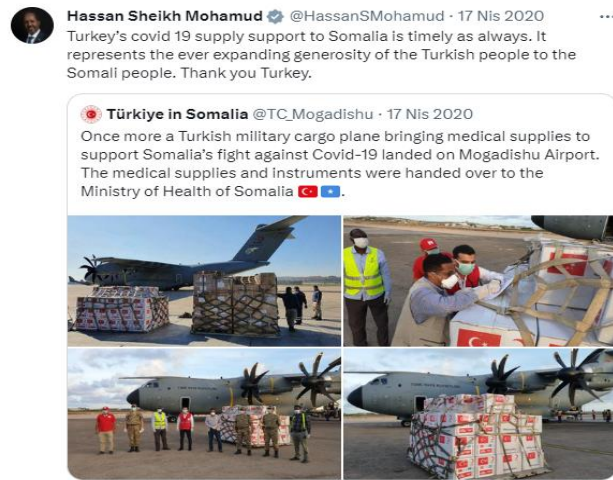 Hassan Sheikh Mohamud @HassanSMohamud · 17 Nis 2020
Turkey's covid 19 supply support to Somalia is timely as always. It
represents the ever expanding generosity of the Turkish people to the
Somali people. Thank you Turkey.
Türkiye in Somalia @TC_Mogadishu · 17 Nis 2020
Once more a Turkish military cargo plane bringing medical supplies to
support Somalia's fight against Covid-19 landed on Mogadishu Airport.
The medical supplies and instruments were handed over to the
Ministry of Health of Somalia 🇹🇷 🇸🇴.